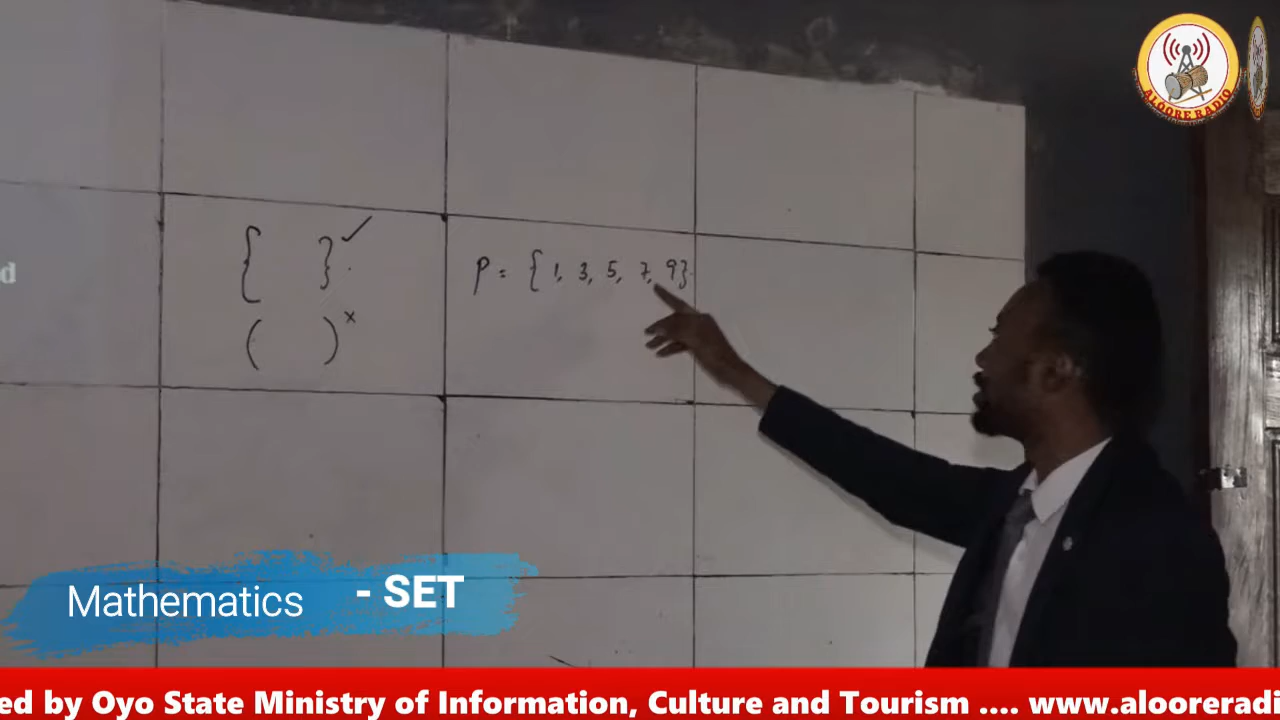 ALOORE RADIO
d
{ } ✓
( ) ×
P = { 1, 3, 5, 7, 9}
Mathematics - SET
ed by Oyo State Ministry of Information, Culture and Tourism .... www.alooreradi